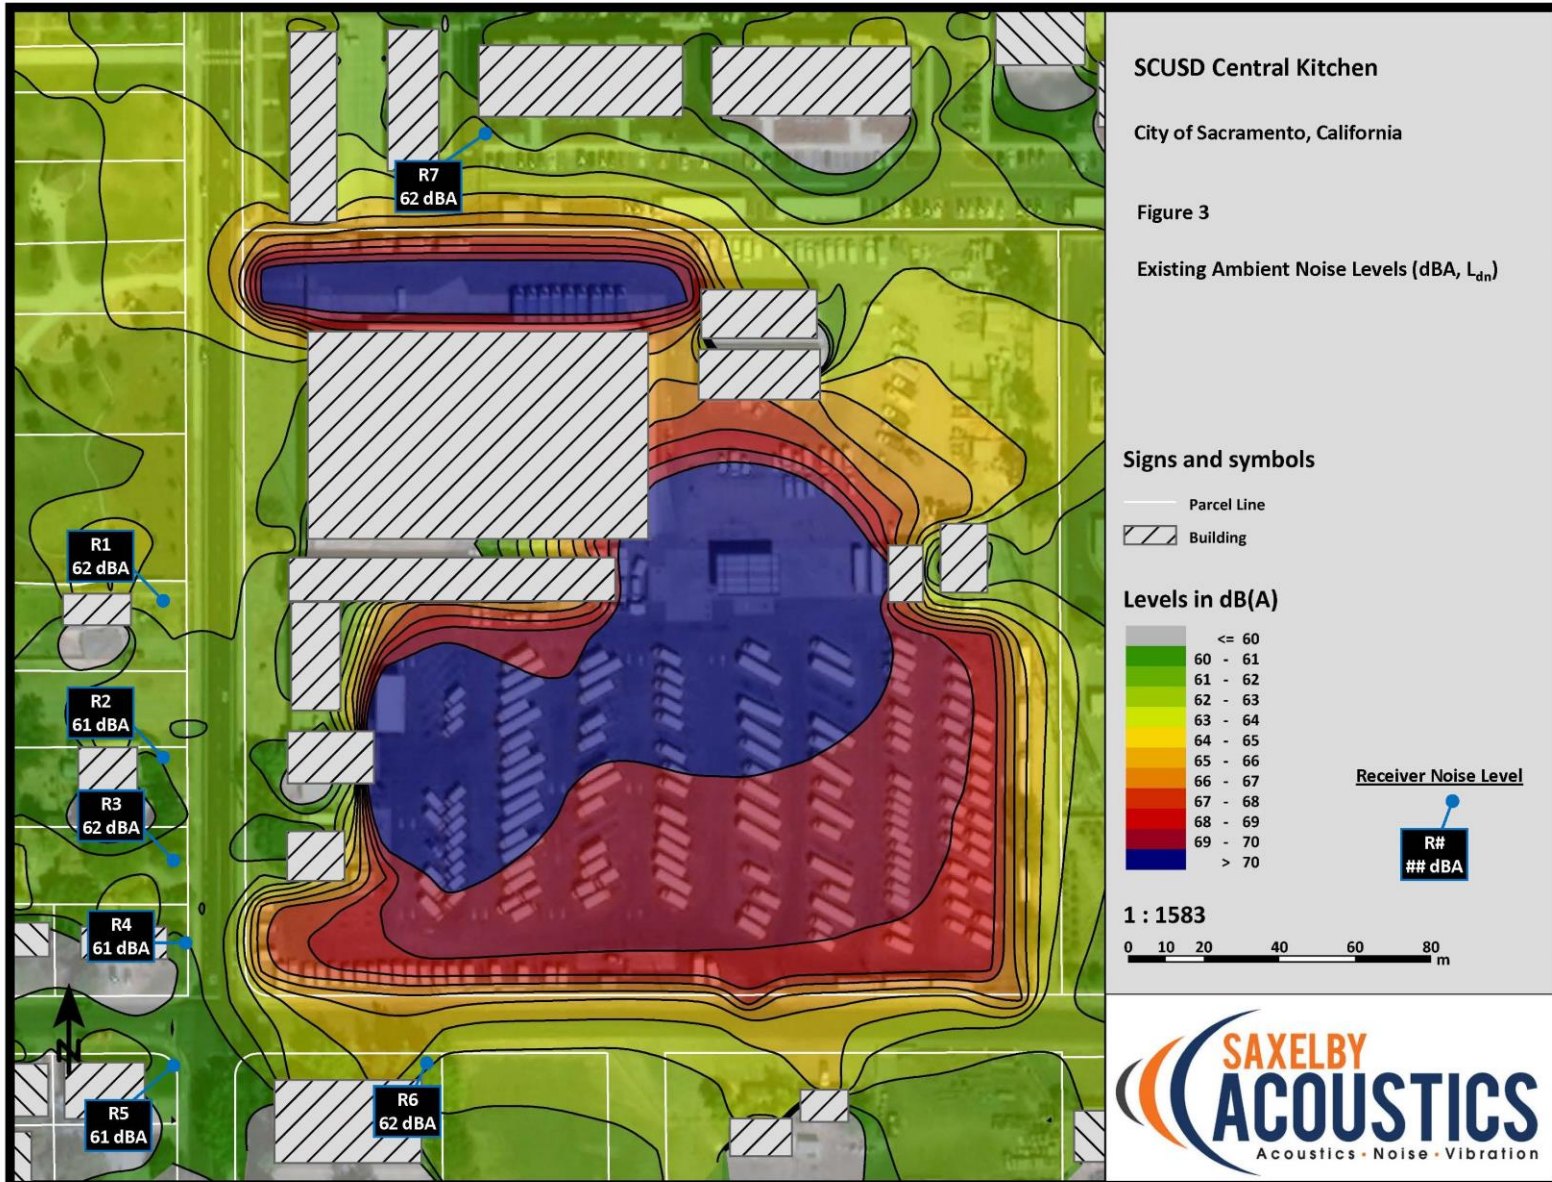 SCUSD Central Kitchen
City of Sacramento, California
Figure 3
Existing Ambient Noise Levels (dBA, Ldn)
Signs and symbols
Parcel Line
Building
Levels in dB(A)
<= 60
60 - 61
61 - 62
62 - 63
63 - 64
64 - 65
65 - 66
66 - 67
67 - 68
68 - 69
69 - 70
> 70
Receiver Noise Level
R#
## dBA
1 : 1583
0 10 20 40 60 80
m
SAXELBY
ACOUSTICS
Acoustics • Noise • Vibration
R7
62 dBA
R1
62 dBA
R2
61 dBA
R3
62 dBA
R4
61 dBA
N
R5
61 dBA
R6
62 dBA